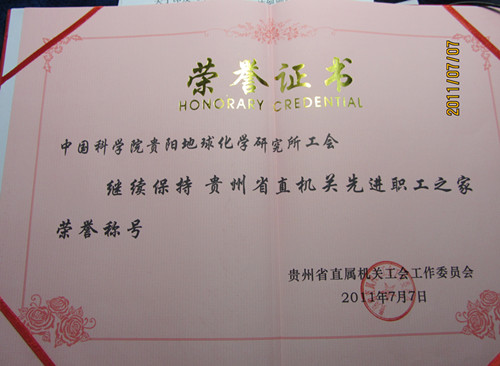 荣誉证书
HONORARY CREDENTIAL
中国科学院贵阳地球化学研究所工会
继续保持 贵州省直机关先进职工之家
荣誉称号
贵州省直属机关工会工作委员会
2011年7月7日
2011/07/07